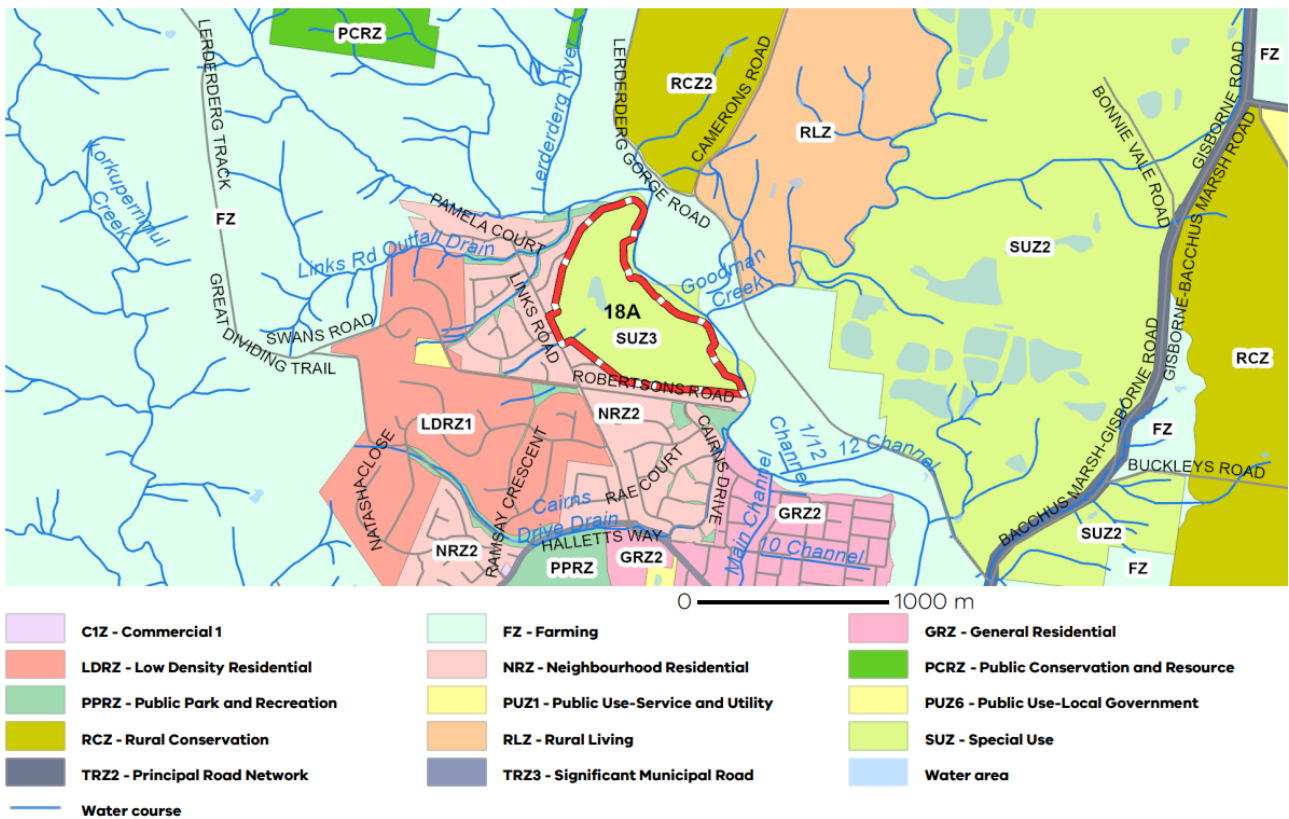 PCRZ
FZ
LERDERDERG TRACK
Lerderderg River
LERDERDERG GORGE ROAD
RCZ2
CAMERONS ROAD
RLZ
BONNIE VALE ROAD
GISBORNE ROAD
GISBORNE-BACCHUS MARSH ROAD
Korkuperrimul
Creek
FZ
PAMELA COURT
Links Rd Outfall Drain
SUZ2
Goodman
Creek
LINKS ROAD
18A
SUZ3
GREAT DIVIDING TRAIL
SWANS ROAD
BACCHUS MARSH-GISBORNE ROAD
RCZ
ROBERTSONS ROAD
NRZ2
LDRZ1
FZ
CAIRNS DRIVE
1/12
Channel
12 Channel
BUCKLEYS ROAD
NATASHACLOSE
RAMSAY CRESCENT
RAE COURT
Cairns
Drive Drain
Main Channel
GRZ2
NRZ2
HALLETTS WAY
SUZ2
PPRZ
GRZ2
10 Channel
FZ
0 1000 m
C1Z - Commercial 1
FZ - Farming
GRZ - General Residential
LDRZ - Low Density Residential
NRZ - Neighbourhood Residential
PCRZ - Public Conservation and Resource
PPRZ - Public Park and Recreation
PUZ1 - Public Use-Service and Utility
PUZ6 - Public Use-Local Government
RCZ - Rural Conservation
RLZ - Rural Living
SUZ - Special Use
TRZ2 - Principal Road Network
TRZ3 - Significant Municipal Road
Water area
Water course